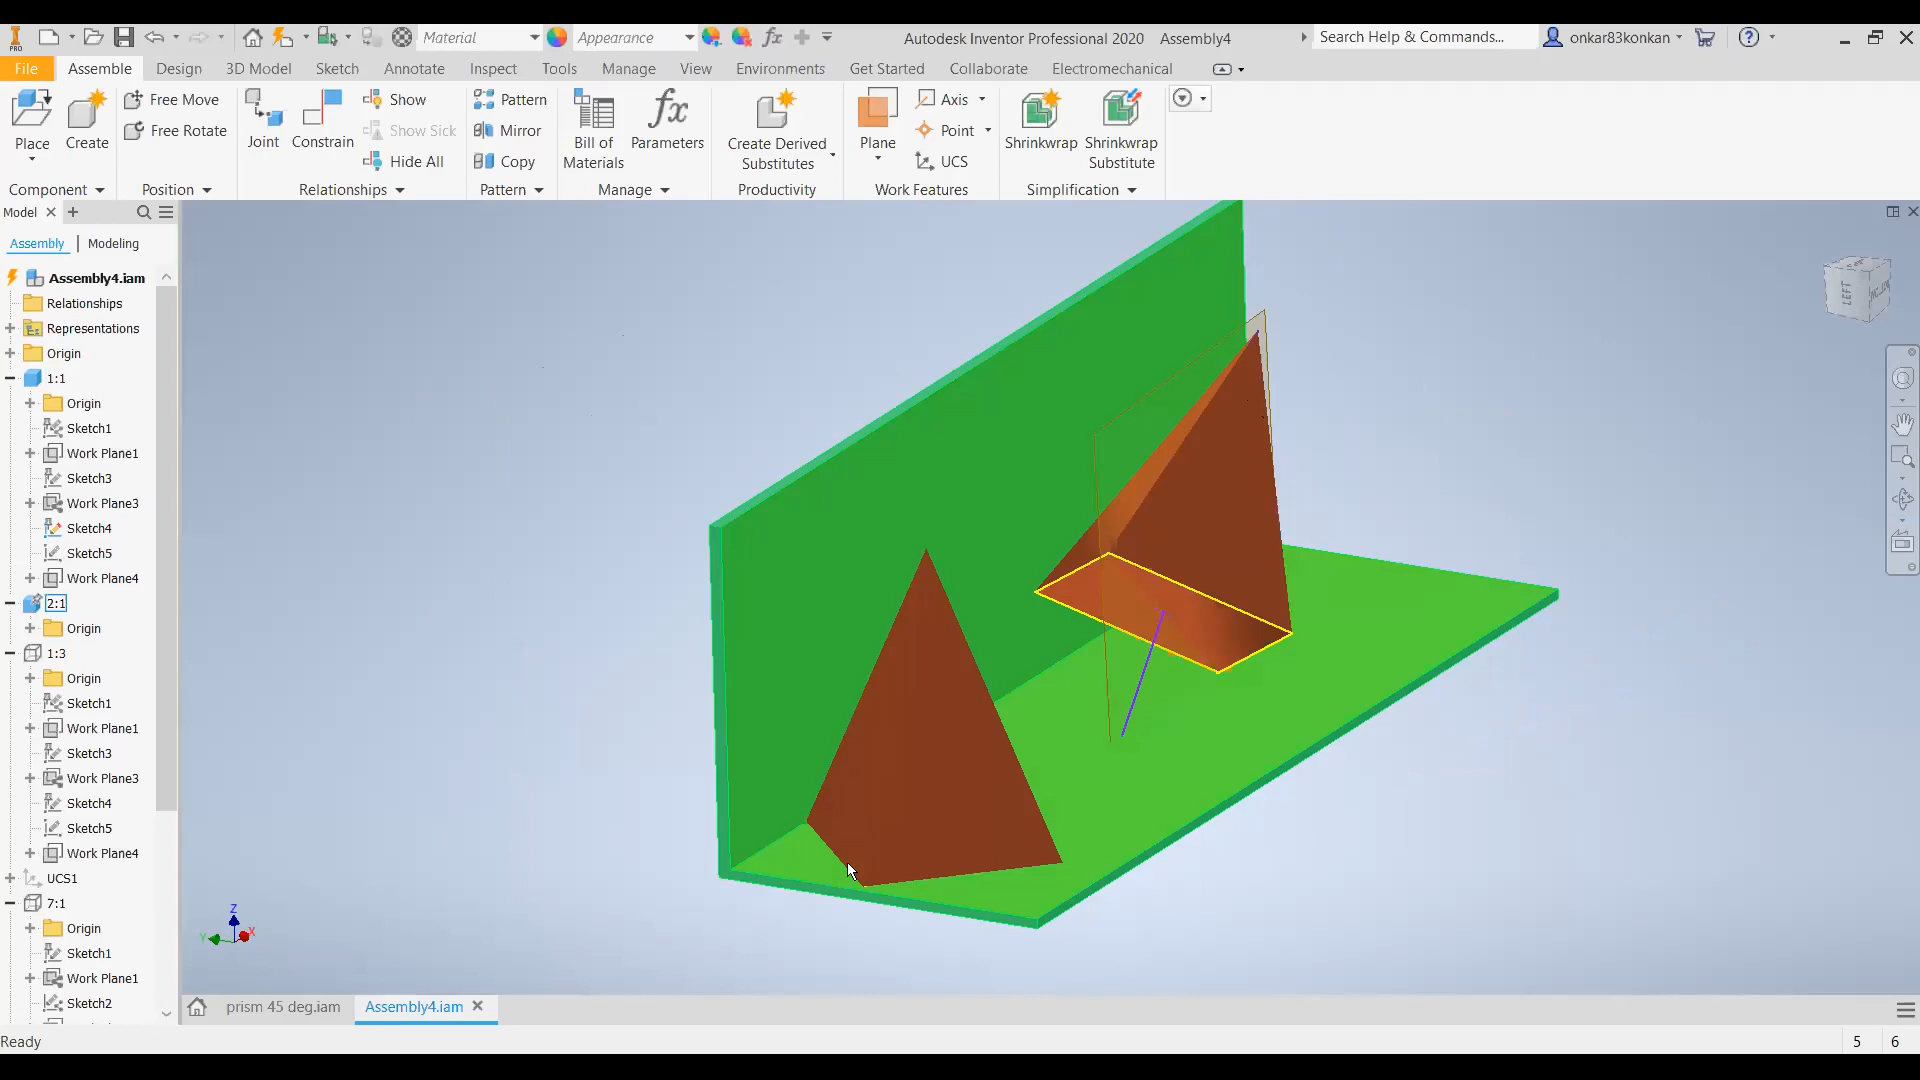 PRO
Material
Appearance
fx
Autodesk Inventor Professional 2020 Assembly4
Search Help & Commands...
onkar83konkan
File Assemble Design 3D Model Sketch Annotate Inspect Tools Manage View Environments Get Started Collaborate Electromechanical
Place
Create
Component
Free Move
Free Rotate
Position
Joint
Constrain
Show
Show Sick
Hide All
Relationships
Pattern
Mirror
Copy
Pattern
Bill of
Materials
fx
Parameters
Manage
Create Derived
Substitutes
Productivity
Plane
Axis
Point
UCS
Work Features
Shrinkwrap
Shrinkwrap
Substitute
Simplification
Model
Assembly | Modeling
Assembly4.iam
Relationships
Representations
Origin
1:1
Origin
Sketch1
Work Plane1
Sketch3
Work Plane3
Sketch4
Sketch5
Work Plane4
2:1
Origin
1:3
Origin
Sketch1
Work Plane1
Sketch3
Work Plane3
Sketch4
Sketch5
Work Plane4
UCS1
7:1
Origin
Sketch1
Work Plane1
Sketch2
LEFT
Z
Y
X
prism 45 deg.iam
Assembly4.iam
Ready
5 6